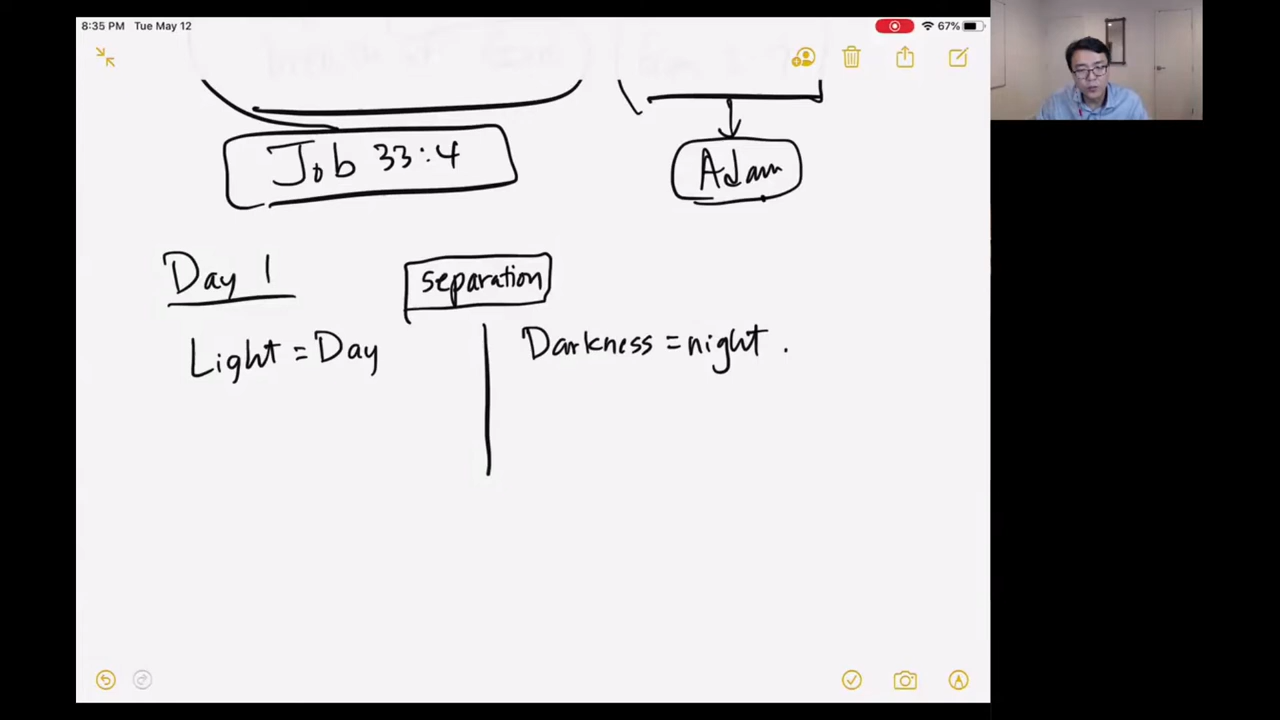 8:35 PM Tue May 12
67%
Job 33:4
Adam
Day 1
separation
Light = Day
Darkness = night .